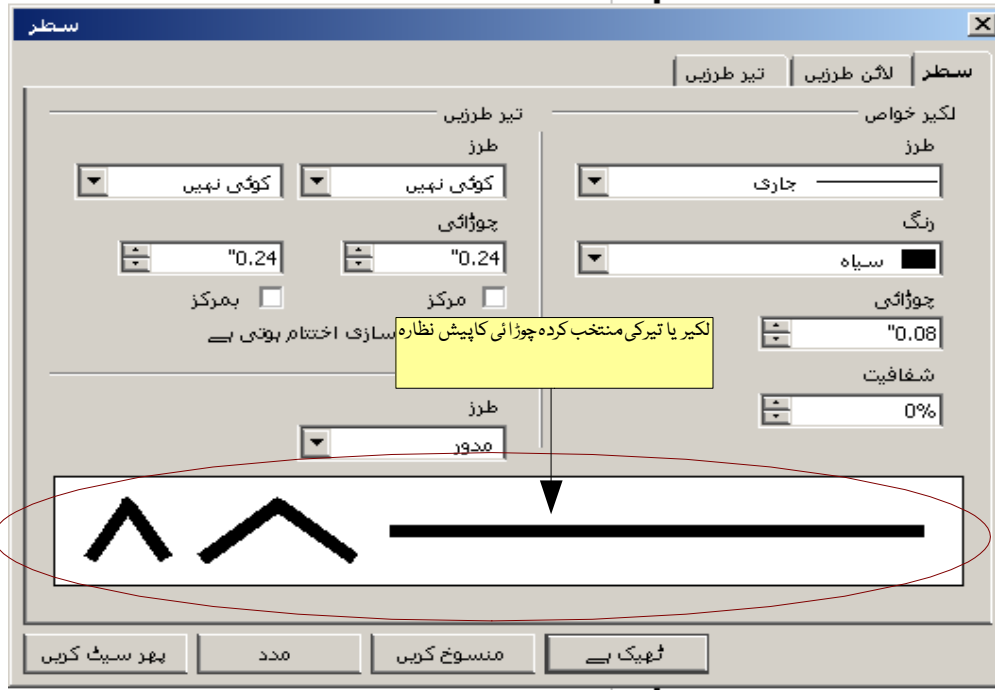 سطر
سطر
لائن طرزیں
تیر طرزیں
لکیر خواص
طرز
جاری
رنگ
سیاہ
چوڑائی
0.08"
شفافیت
0%
تیر طرزیں
طرز
کوئی نہیں
کوئی نہیں
چوڑائی
0.24"
0.24"
مرکز
بمرکز
سازی اختتام ہوتی ہے
لکیر یا تیرکی منتخب کردہ چوڑائی کا پیش نظارہ
طرز
مدور
ٹھیک ہے
منسوخ کریں
مدد
پھر سیٹ کریں